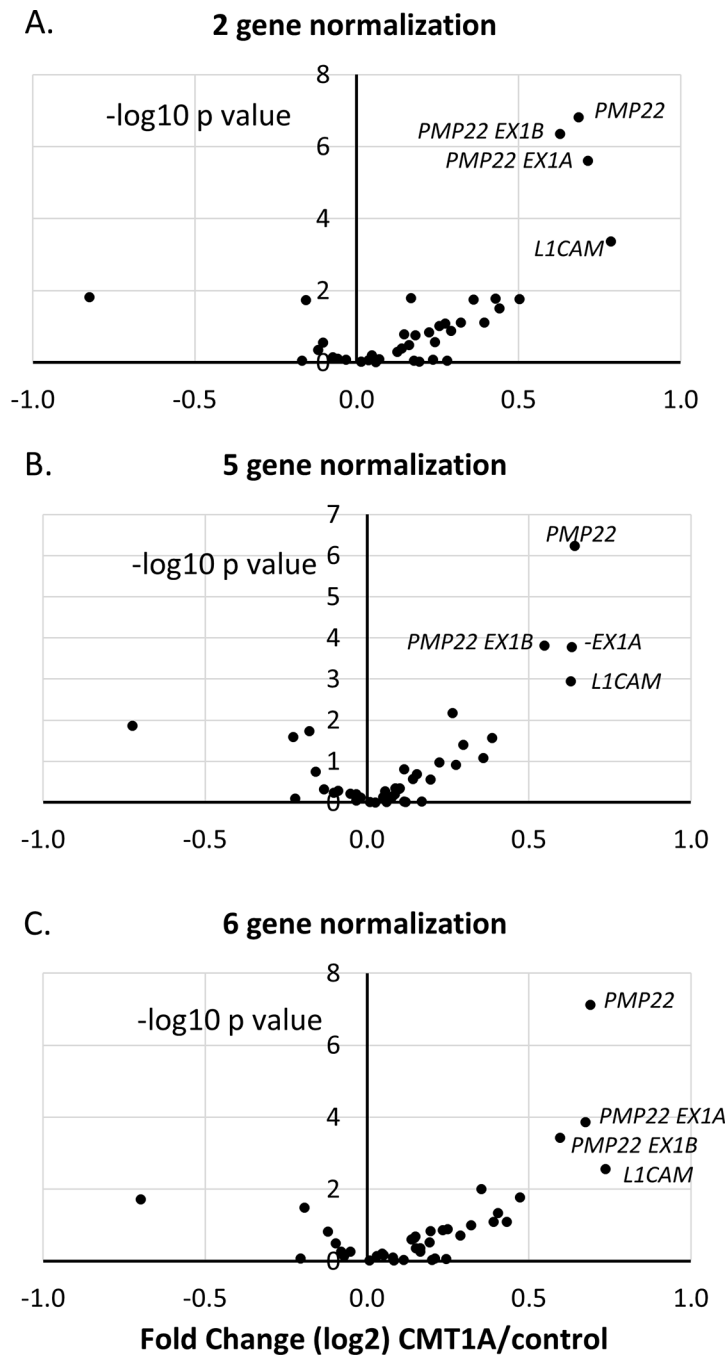 A.
2 gene normalization
8
-log10 p value
PMP22
PMP22 EX1B
6
PMP22 EX1A
4
L1CAM
2
0
-1.0 -0.5 0.0 0.5 1.0
B.
5 gene normalization
7
PMP22
6
-log10 p value
5
4
PMP22 EX1B -EX1A
3
L1CAM
2
1
0
-1.0 -0.5 0.0 0.5 1.0
C.
6 gene normalization
8
PMP22
-log10 p value
6
4
PMP22 EX1A
PMP22 EX1B
L1CAM
2
0
-1.0 -0.5 0.0 0.5 1.0
Fold Change (log2) CMT1A/control